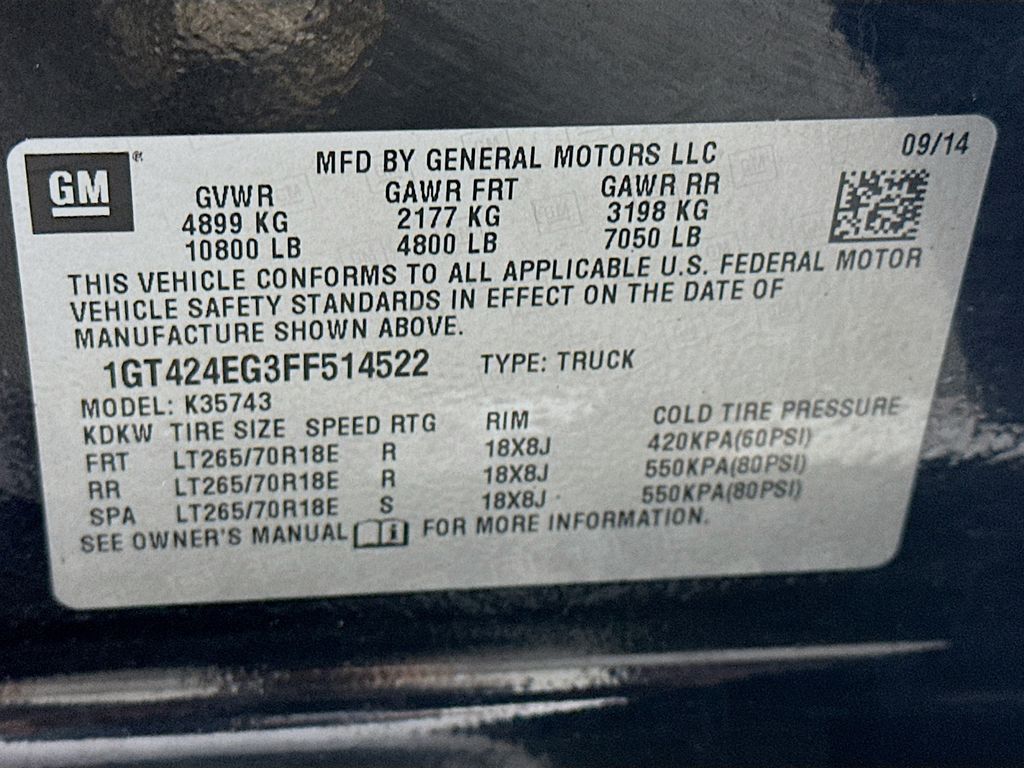 GM
MFD BY GENERAL MOTORS LLC 09/14
GVWR GAWR FRT GAWR RR
4899 KG 2177 KG 3198 KG
10800 LB 4800 LB 7050 LB
THIS VEHICLE CONFORMS TO ALL APPLICABLE U.S. FEDERAL MOTOR
VEHICLE SAFETY STANDARDS IN EFFECT ON THE DATE OF
MANUFACTURE SHOWN ABOVE.
1GT424EG3FF514522 TYPE: TRUCK
MODEL: K35743
KDKW TIRE SIZE SPEED RTG RIM COLD TIRE PRESSURE
FRT LT265/70R18E R 18X8J 420KPA(60PSI)
RR LT265/70R18E R 18X8J 550KPA(80PSI)
SPA LT265/70R18E S 18X8J 550KPA(80PSI)
SEE OWNER'S MANUAL i FOR MORE INFORMATION.